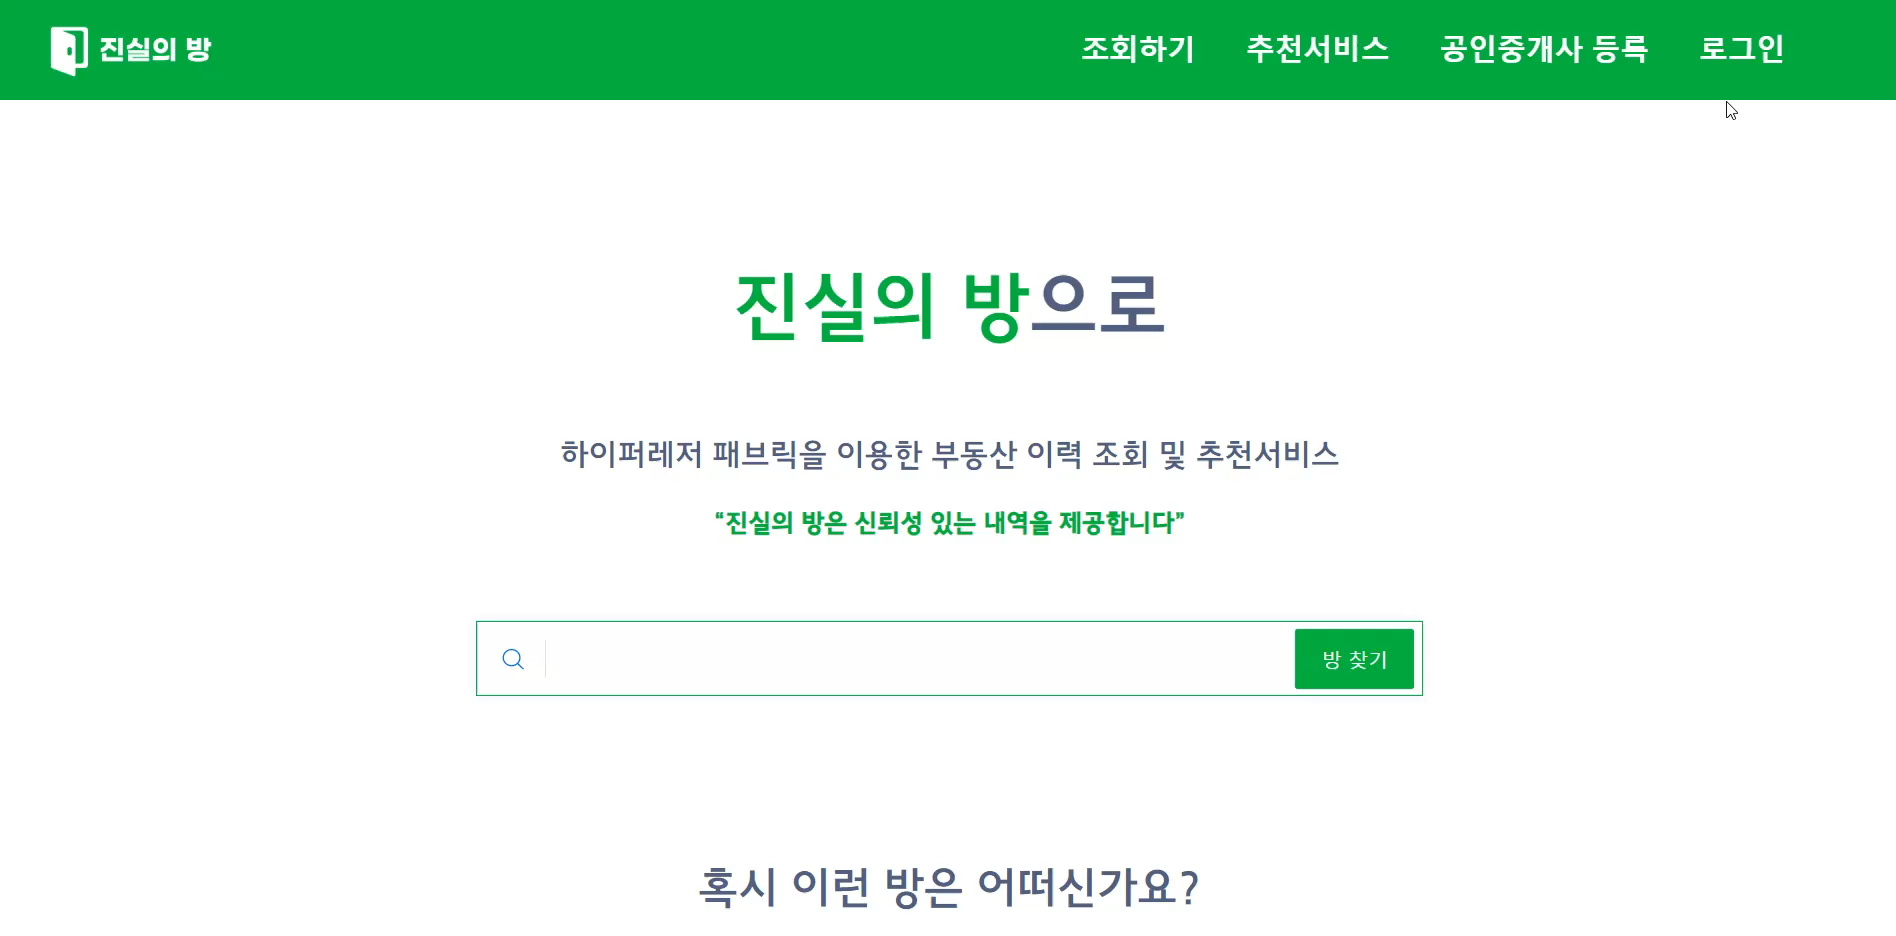 진실의 방
조회하기 추천서비스 공인중개사 등록 로그인
진실의 방으로
하이퍼레저 패브릭을 이용한 부동산 이력 조회 및 추천서비스
“진실의 방은 신뢰성 있는 내역을 제공합니다”
방 찾기
혹시 이런 방은 어떠신가요?